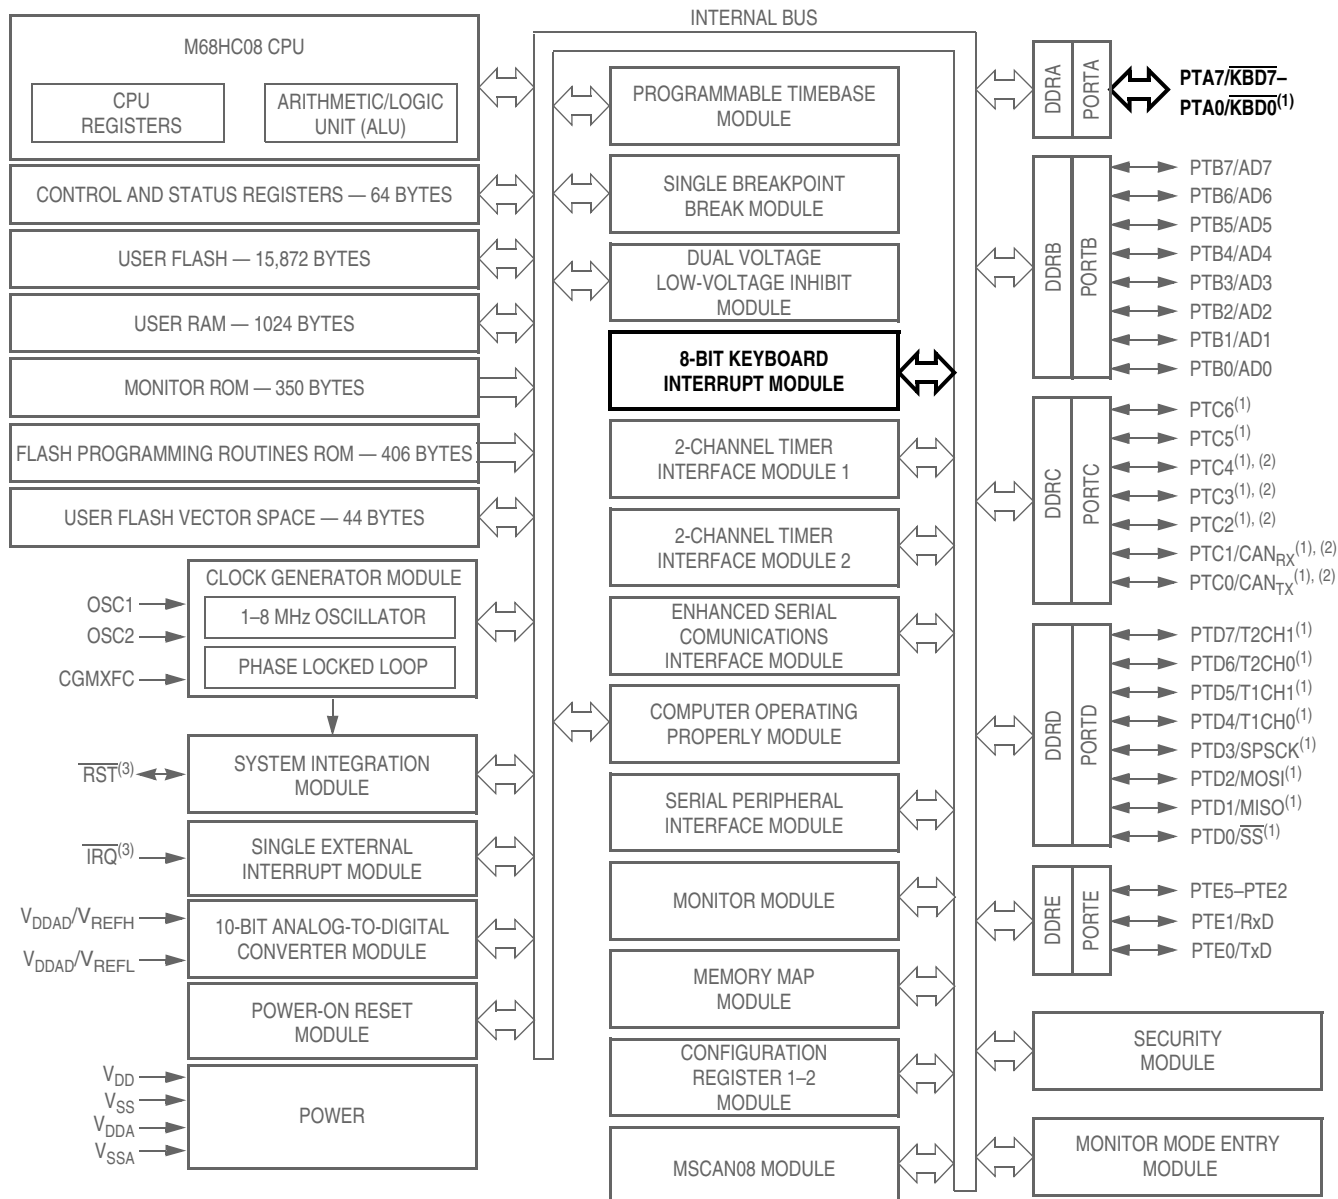 INTERNAL BUS
M68HC08 CPU
CPU
REGISTERS
ARITHMETIC/LOGIC
UNIT (ALU)
CONTROL AND STATUS REGISTERS — 64 BYTES
USER FLASH — 15,872 BYTES
USER RAM — 1024 BYTES
MONITOR ROM — 350 BYTES
FLASH PROGRAMMING ROUTINES ROM — 406 BYTES
USER FLASH VECTOR SPACE — 44 BYTES
CLOCK GENERATOR MODULE
1–8 MHz OSCILLATOR
PHASE LOCKED LOOP
OSC1
OSC2
CGMXFC
SYSTEM INTEGRATION
MODULE
RST(3)
SINGLE EXTERNAL
INTERRUPT MODULE
IRQ(3)
10-BIT ANALOG-TO-DIGITAL
CONVERTER MODULE
VDDAD/VREFH
VDDAD/VREFL
POWER-ON RESET
MODULE
POWER
VDD
VSS
VDDA
VSSA
PROGRAMMABLE TIMEBASE
MODULE
SINGLE BREAKPOINT
BREAK MODULE
DUAL VOLTAGE
LOW-VOLTAGE INHIBIT
MODULE
8-BIT KEYBOARD
INTERRUPT MODULE
2-CHANNEL TIMER
INTERFACE MODULE 1
2-CHANNEL TIMER
INTERFACE MODULE 2
ENHANCED SERIAL
COMUNICATIONS
INTERFACE MODULE
COMPUTER OPERATING
PROPERLY MODULE
SERIAL PERIPHERAL
INTERFACE MODULE
MONITOR MODULE
MEMORY MAP
MODULE
CONFIGURATION
REGISTER 1–2
MODULE
MSCAN08 MODULE
DDRA
PORTA
PTA7/KBD7–
PTA0/KBD0(1)
DDRB
PORTB
PTB7/AD7
PTB6/AD6
PTB5/AD5
PTB4/AD4
PTB3/AD3
PTB2/AD2
PTB1/AD1
PTB0/AD0
DDRC
PORTC
PTC6(1)
PTC5(1)
PTC4(1), (2)
PTC3(1), (2)
PTC2(1), (2)
PTC1/CANRX(1), (2)
PTC0/CANTX(1), (2)
DDRD
PORTD
PTD7/T2CH1(1)
PTD6/T2CH0(1)
PTD5/T1CH1(1)
PTD4/T1CH0(1)
PTD3/SPSCK(1)
PTD2/MOSI(1)
PTD1/MISO(1)
PTD0/SS(1)
DDRE
PORTE
PTE5–PTE2
PTE1/RxD
PTE0/TxD
SECURITY
MODULE
MONITOR MODE ENTRY
MODULE